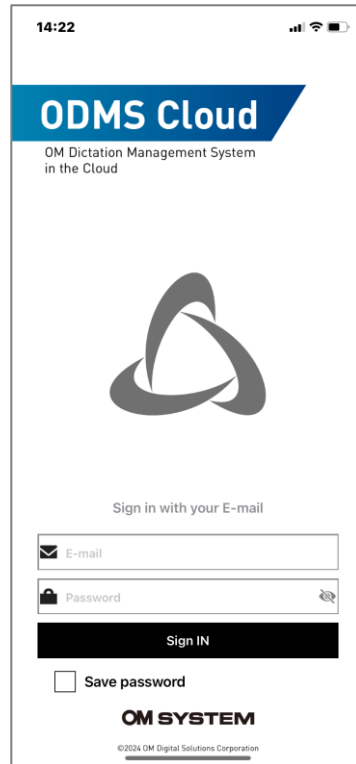 14:22
ODMS Cloud
OM Dictation Management System
in the Cloud
Sign in with your E-mail
E-mail
Password
Sign IN
Save password
OM SYSTEM
©2024 OM Digital Solutions Corporation